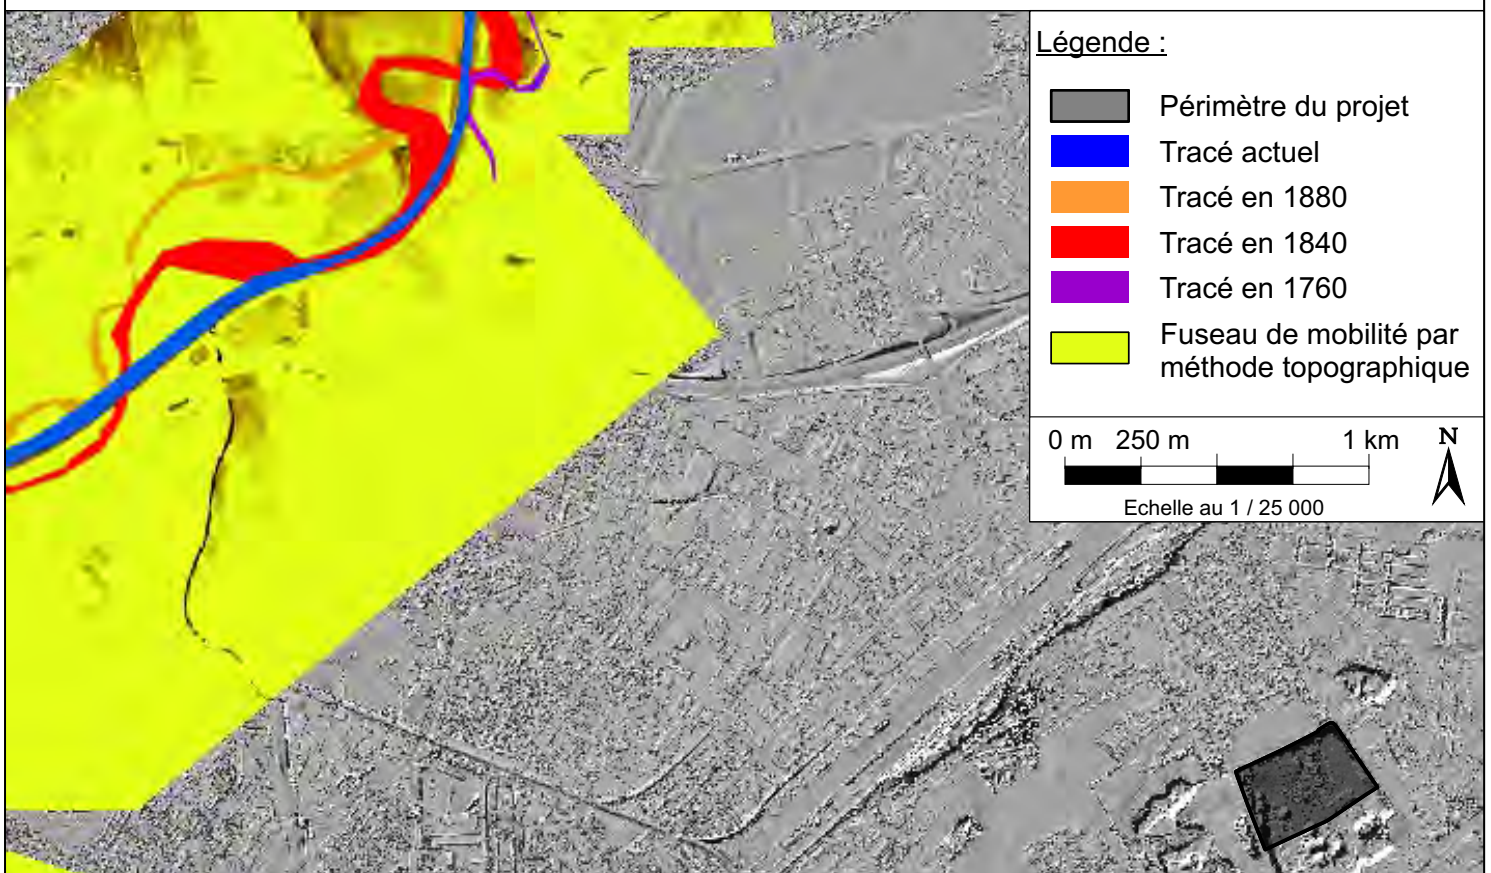 Légende :
Périmètre du projet
Tracé actuel
Tracé en 1880
Tracé en 1840
Tracé en 1760
Fuseau de mobilité par
méthode topographique
0 m 250 m 1 km N
Echelle au 1 / 25 000